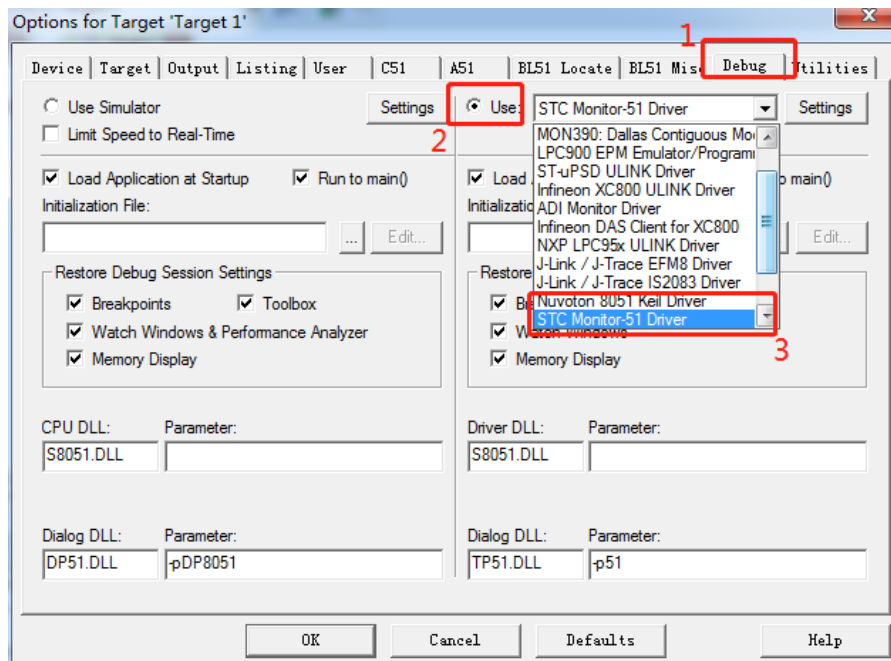 Options for Target 'Target 1'
1
Device Target Output Listing User C51 A51 BL51 Locate BL51 Misc Debug Utilities
Use Simulator Settings Use: STC Monitor-51 Driver Settings
2
Limit Speed to Real-Time
MON390: Dallas Contiguous Mo
LPC900 EPM Emulator/Programm
ST-uPSD ULINK Driver
Load Application at Startup Run to main() Load main()
Infineon XC800 ULINK Driver
Initialization File: Initializatio
ADI Monitor Driver
Infineon DAS Client for XC800
... Edit... Edit...
NXP LPC95x ULINK Driver
J-Link / J-Trace EFM8 Driver
Restore Debug Session Settings Restore
J-Link / J-Trace IS2083 Driver
Breakpoints Toolbox
Nuvoton 8051 Keil Driver
STC Monitor-51 Driver
Watch Windows & Performance Analyzer Watch Windows
3
Memory Display Memory Display
CPU DLL: Parameter: Driver DLL: Parameter:
S8051.DLL S8051.DLL
Dialog DLL: Parameter: Dialog DLL: Parameter:
DP51.DLL -pDP8051 TP51.DLL -p51
OK Cancel Defaults Help